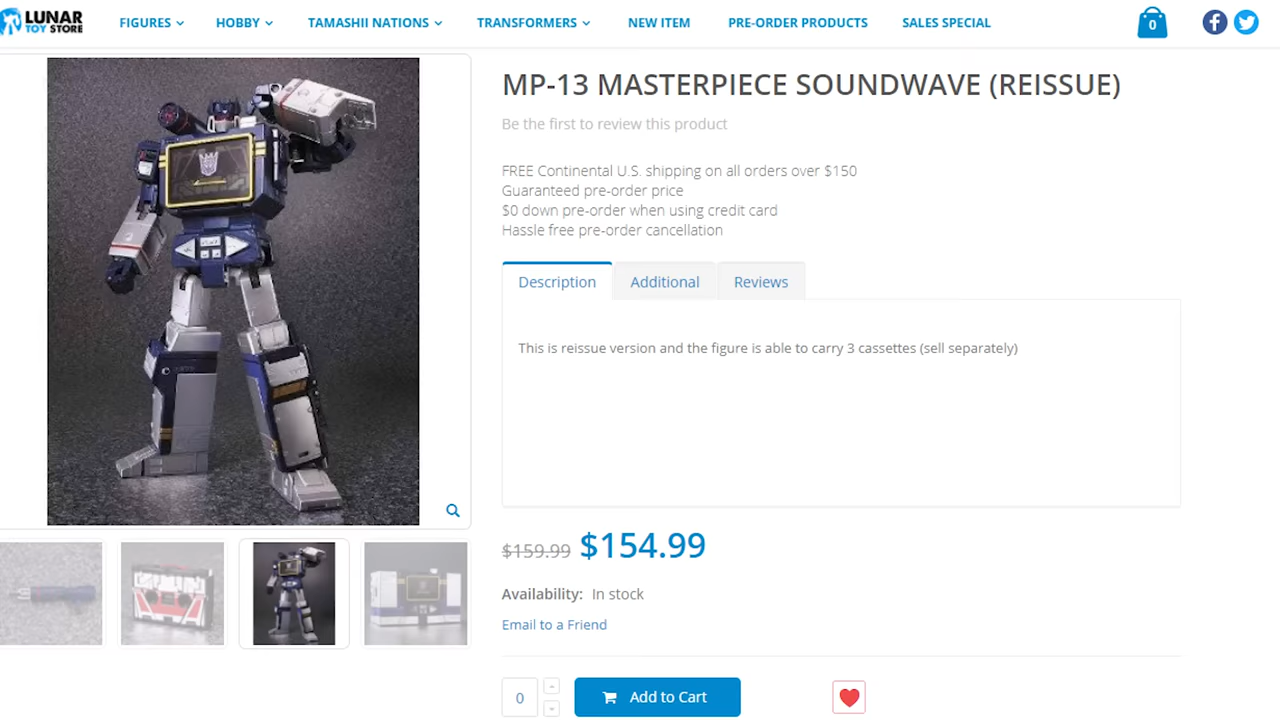 LUNAR
TOY STORE
FIGURES
HOBBY
TAMASHII NATIONS
TRANSFORMERS
NEW ITEM
PRE-ORDER PRODUCTS
SALES SPECIAL
0
MP-13 MASTERPIECE SOUNDWAVE (REISSUE)
Be the first to review this product
FREE Continental U.S. shipping on all orders over $150
Guaranteed pre-order price
$0 down pre-order when using credit card
Hassle free pre-order cancellation
Description
Additional
Reviews
This is reissue version and the figure is able to carry 3 cassettes (sell separately)
$159.99 $154.99
Availability: In stock
Email to a Friend
0
Add to Cart